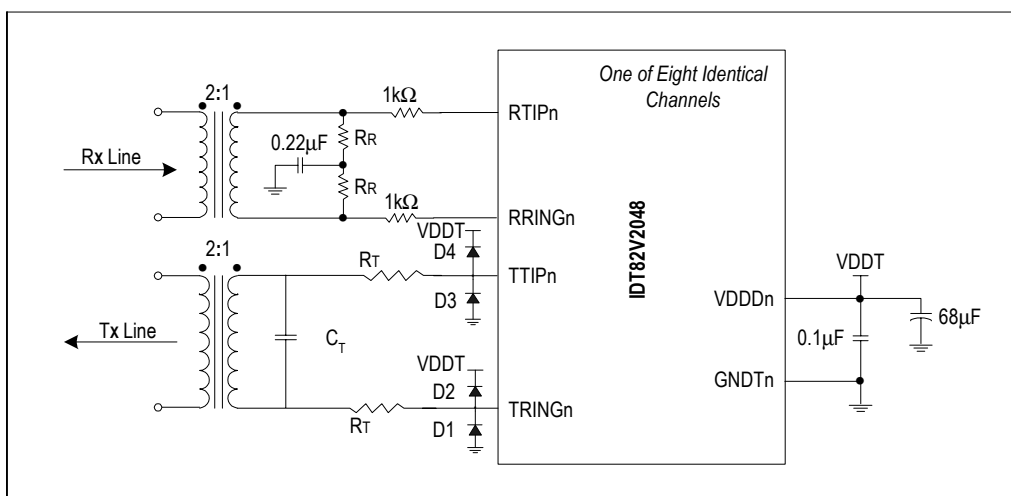 One of Eight Identical
Channels
2:1
1kΩ
RTIPn
RR
0.22µF
Rx Line
RR
1kΩ
RRINGn
VDDT
D4
2:1
RT
TTIPn
D3
IDT82V2048
VDDT
VDDDn
68µF
0.1µF
Tx Line
CT
VDDT
D2
GNDTn
TRINGn
RT
D1